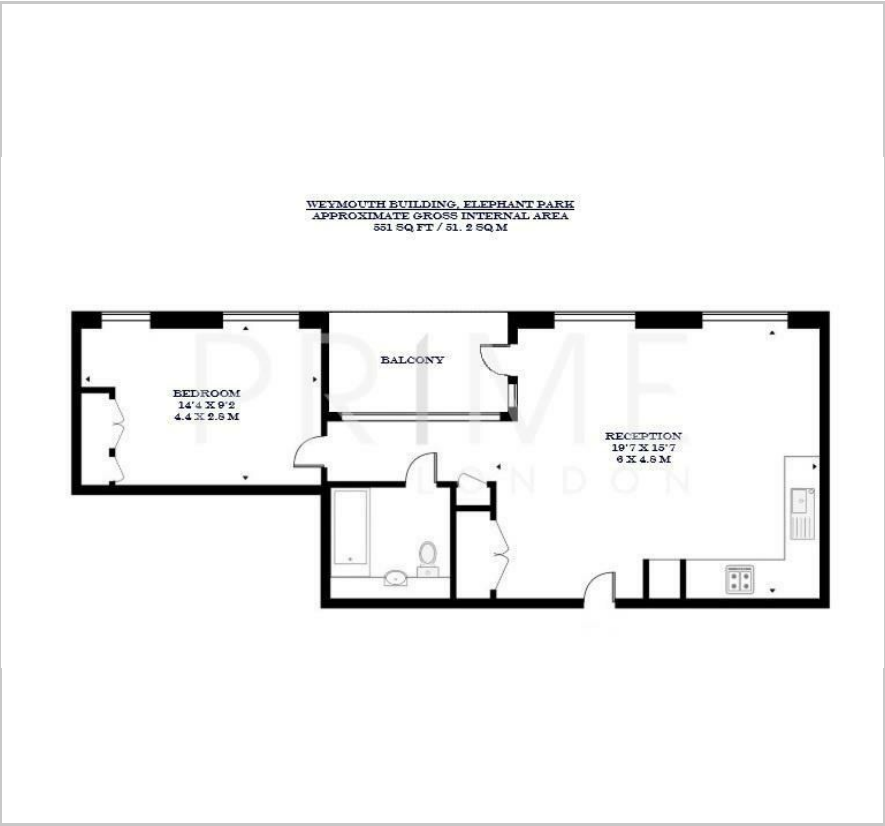 WEYMOUTH BUILDING, ELEPHANT PARK
APPROXIMATE GROSS INTERNAL AREA
551 SQ FT / 51. 2 SQ M
BALCONY
BEDROOM
14'4 X 9'2
4.4 X 2.8 M
RECEPTION
19'7 X 15'7
6 X 4.8 M
PRIME
LONDON